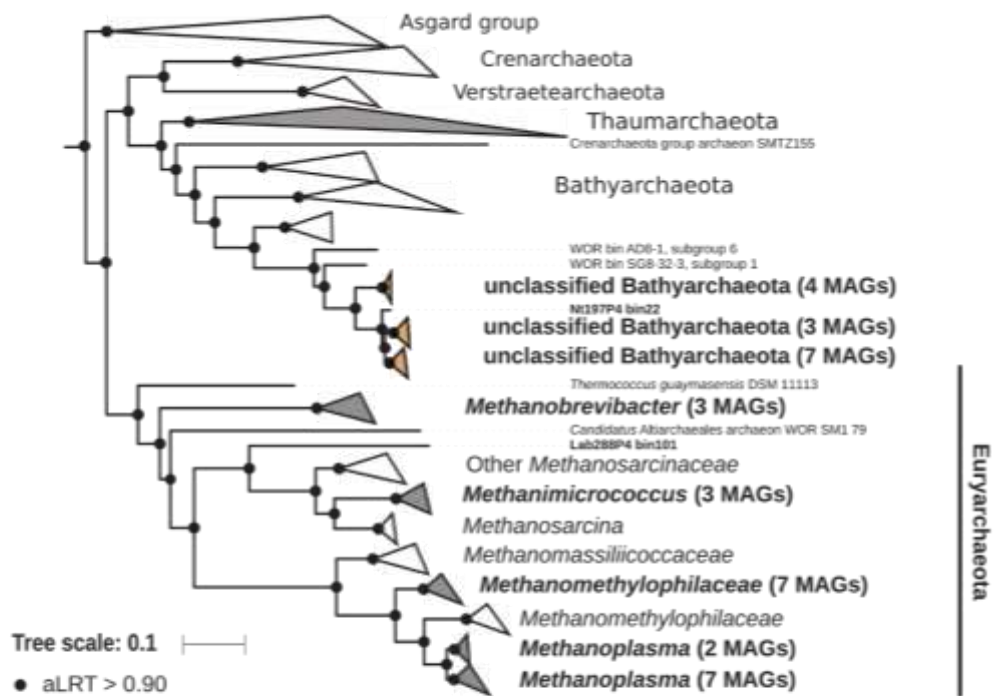 Asgard group
Crenarchaeota
Verstraetearchaeota
Thaumarchaeota
Crenarchaeota group archaeon SMTZ155
Bathyarchaeota
WOR bin AD8-1, subgroup 6
WOR bin SG8-32-3, subgroup 1
unclassified Bathyarchaeota (4 MAGs)
Nt197P4 bin22
unclassified Bathyarchaeota (3 MAGs)
unclassified Bathyarchaeota (7 MAGs)
Thermococcus guaymasensis DSM 11113
Methanobrevibacter (3 MAGs)
Candidatus Altiarchaeales archaeon WOR SM1 79
Lab288P4 bin101
Other Methanosarcinaceae
Methanimicrococcus (3 MAGs)
Methanosarcina
Methanomassiliicoccaceae
Methanomethylophilaceae (7 MAGs)
Methanomethylophilaceae
Methanoplasma (2 MAGs)
Methanoplasma (7 MAGs)
Euryarchaeota
Tree scale: 0.1
aLRT > 0.90